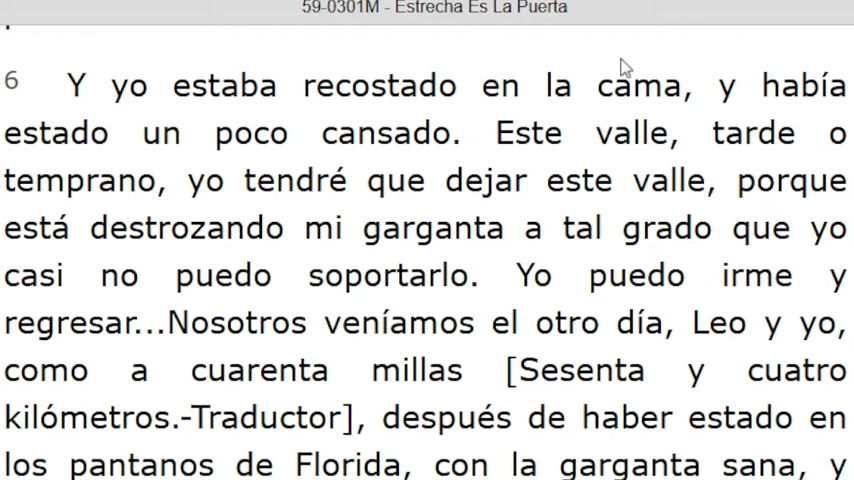 59-0301M - Estrecha Es La Puerta
6 Y yo estaba recostado en la cama, y había
estado un poco cansado. Este valle, tarde o
temprano, yo tendré que dejar este valle, porque
está destrozando mi garganta a tal grado que yo
casi no puedo soportarlo. Yo puedo irme y
regresar...Nosotros veníamos el otro día, Leo y yo,
como a cuarenta millas [Sesenta y cuatro
kilómetros.-Traductor], después de haber estado en
los pantanos de Florida, con la garganta sana, y